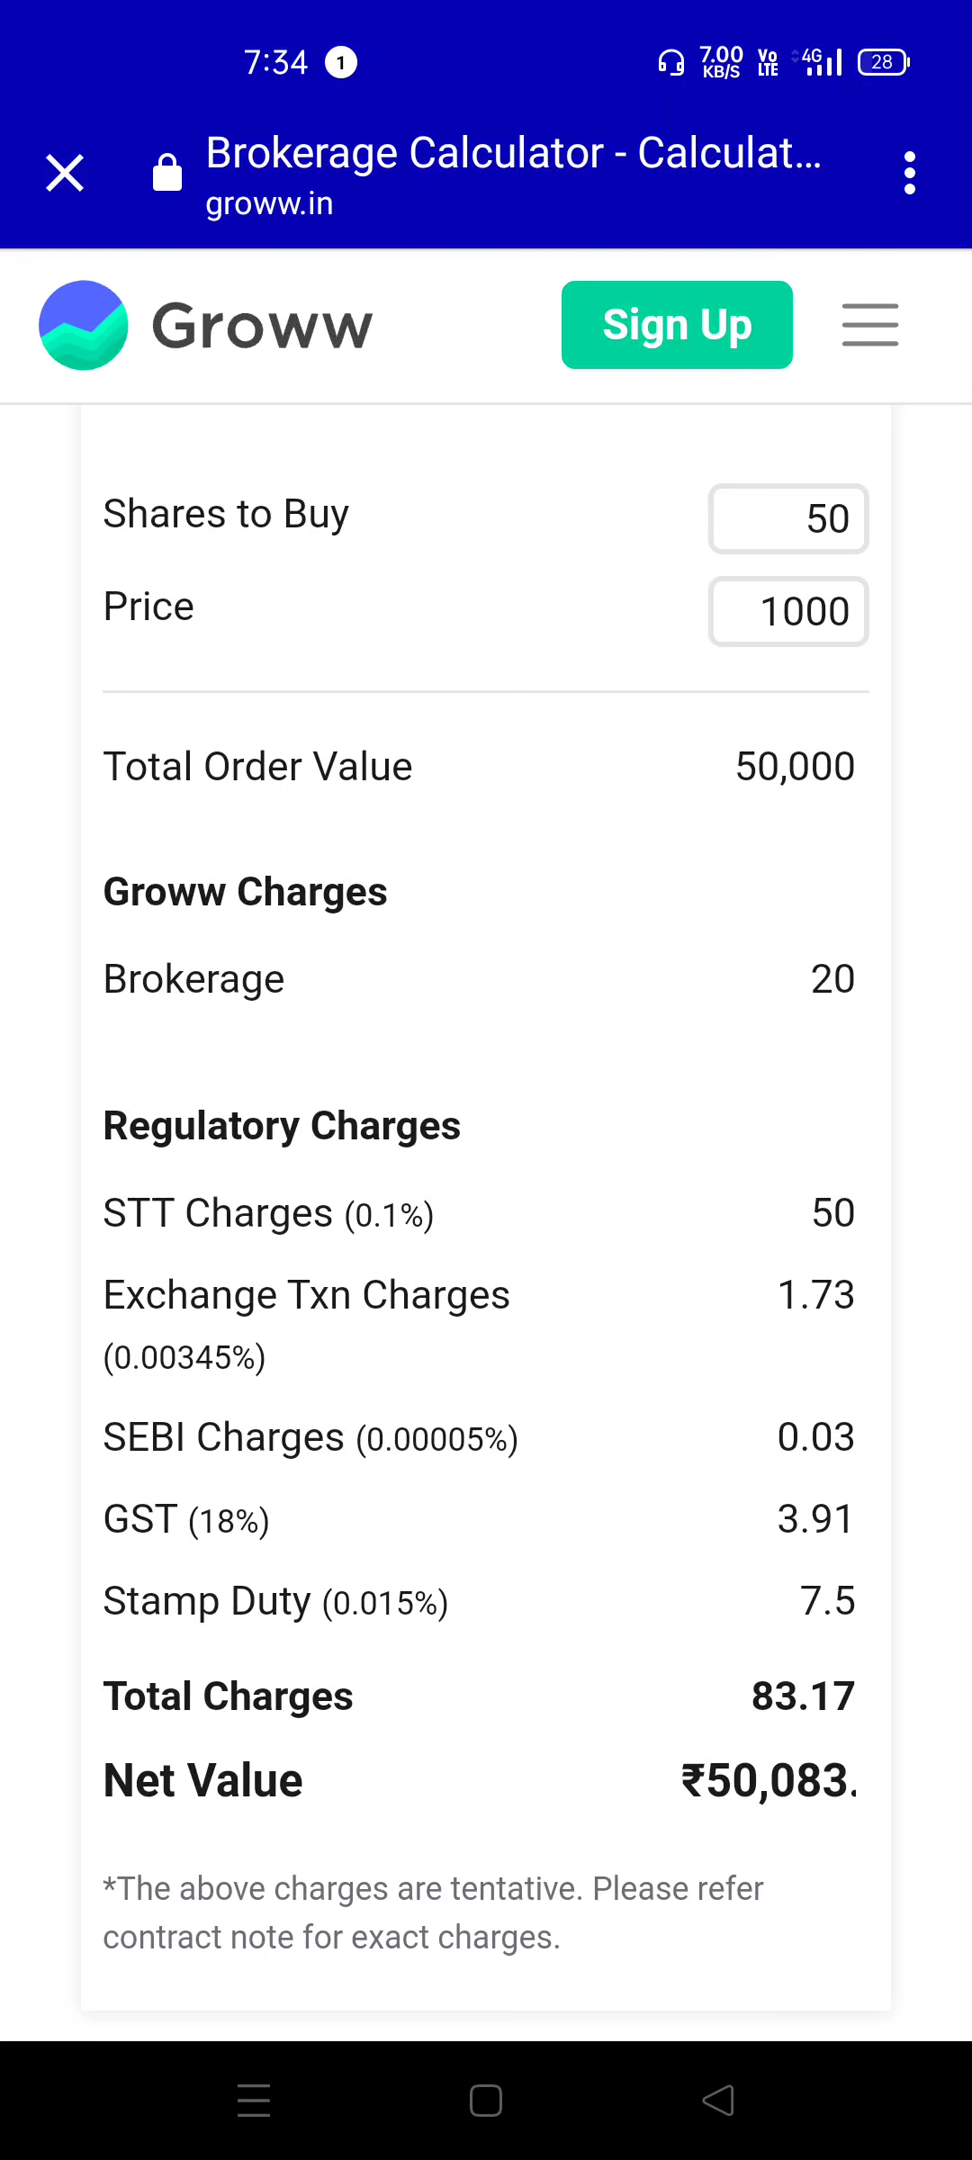 7:34 1 7.00 KB/S Vo LTE 4G 28
Brokerage Calculator - Calculat...
groww.in
Groww Sign Up
Shares to Buy 50
Price 1000
Total Order Value 50,000
Groww Charges
Brokerage 20
Regulatory Charges
STT Charges (0.1%) 50
Exchange Txn Charges 1.73
(0.00345%)
SEBI Charges (0.00005%) 0.03
GST (18%) 3.91
Stamp Duty (0.015%) 7.5
Total Charges 83.17
Net Value ₹50,083.
*The above charges are tentative. Please refer
contract note for exact charges.